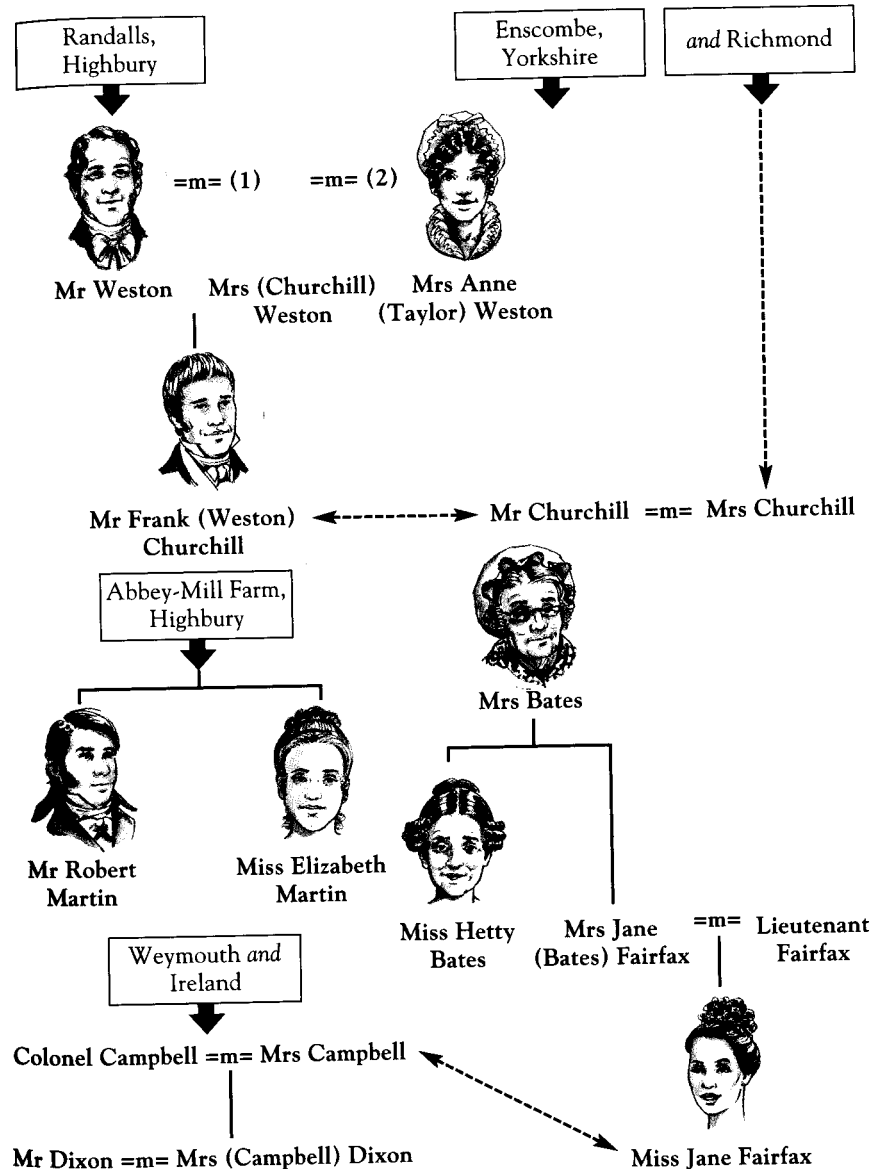 Randalls,
Highbury
Enscombe,
Yorkshire
and Richmond
=m= (1)
=m= (2)
Mr Weston
Mrs (Churchill)
Weston
Mrs Anne
(Taylor) Weston
Mr Frank (Weston)
Churchill
Mr Churchill =m= Mrs Churchill
Abbey-Mill Farm,
Highbury
Mrs Bates
Mr Robert
Martin
Miss Elizabeth
Martin
Miss Hetty
Bates
Mrs Jane
(Bates) Fairfax
=m=
Lieutenant
Fairfax
Weymouth and
Ireland
Colonel Campbell =m= Mrs Campbell
Mr Dixon =m= Mrs (Campbell) Dixon
Miss Jane Fairfax